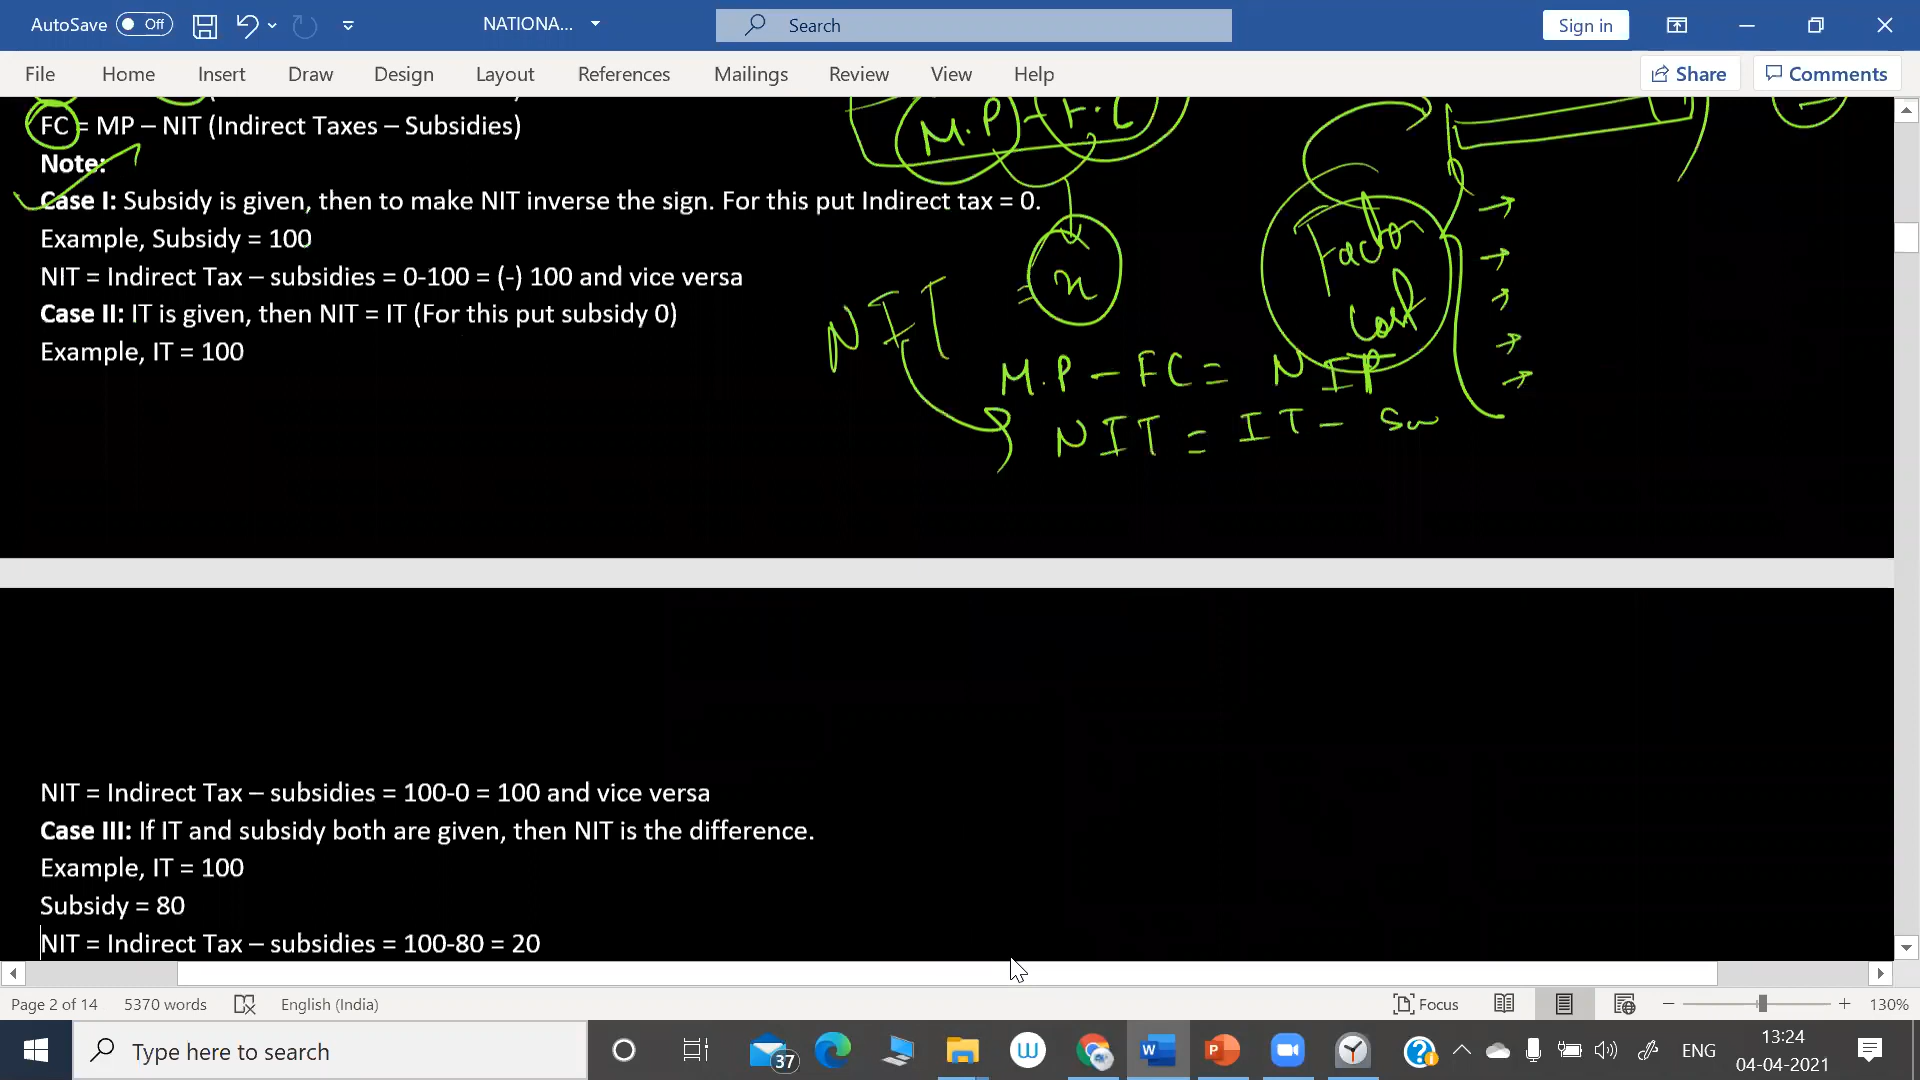 AutoSave Off NATIONA... Search Sign in
File Home Insert Draw Design Layout References Mailings Review View Help Share Comments
FC = MP – NIT (Indirect Taxes – Subsidies)
M.P - F.C
Note:
Case I: Subsidy is given, then to make NIT inverse the sign. For this put Indirect tax = 0.
Example, Subsidy = 100
NIT = Indirect Tax – subsidies = 0-100 = (-) 100 and vice versa
Case II: IT is given, then NIT = IT (For this put subsidy 0)
Example, IT = 100
Factor
Cost
NIT = x
M.P - FC = NIT
NIT = IT - Su
NIT = Indirect Tax – subsidies = 100-0 = 100 and vice versa
Case III: If IT and subsidy both are given, then NIT is the difference.
Example, IT = 100
Subsidy = 80
NIT = Indirect Tax – subsidies = 100-80 = 20
Page 2 of 14 5370 words English (India) Focus 130%
Type here to search 37 ENG 13:24
04-04-2021